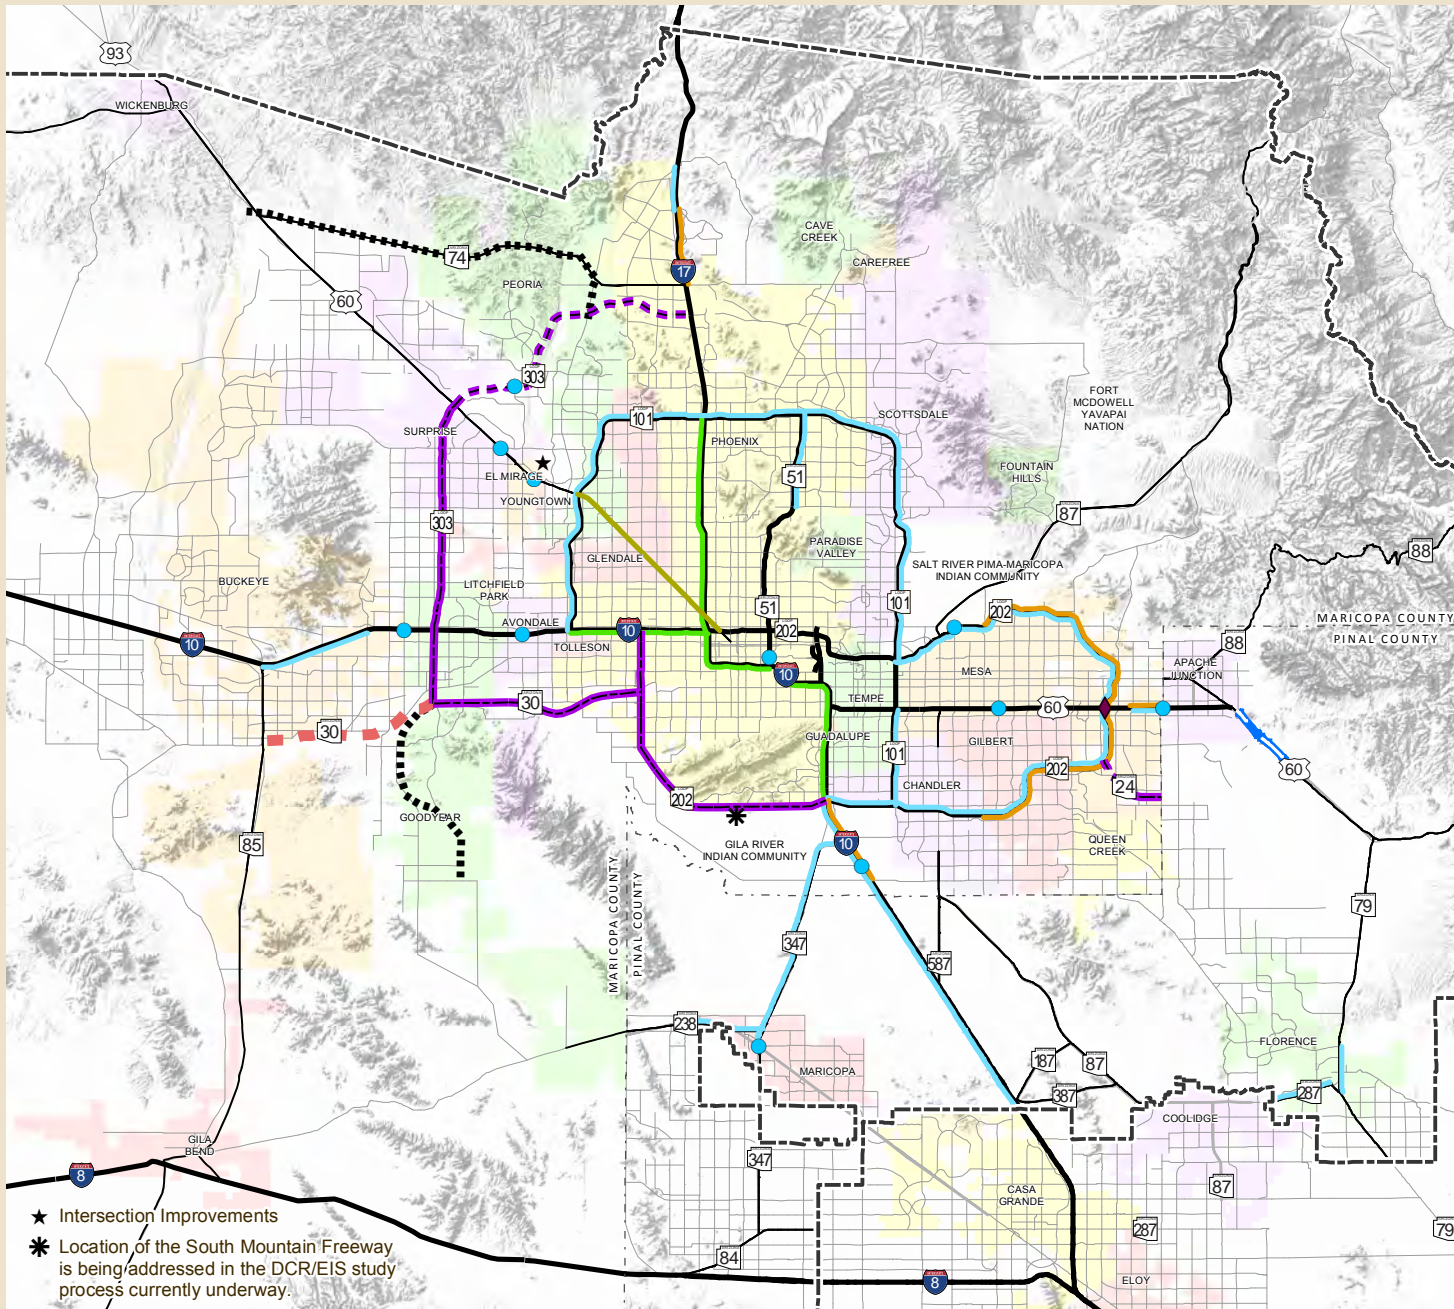 93
WICKENBURG
CAVE
CREEK
74
CAREFREE
17
PEORIA
60
303
FORT
MCDOWELL
YAVAPAI
NATION
101
SCOTTSDALE
SURPRISE
PHOENIX
FOUNTAIN
HILLS
EL MIRAGE
51
YOUNGTOWN
87
303
PARADISE
VALLEY
88
GLENDALE
SALT RIVER PIMA-MARICOPA
INDIAN COMMUNITY
BUCKEYE
LITCHFIELD
PARK
101
51
202
AVONDALE
10
202
MARICOPA COUNTY
PINAL COUNTY
10
TOLLESON
88
10
MESA
APACHE
JUNCTION
TEMPE
30
60
30
GUADALUPE
GILBERT
101
202
60
CHANDLER
24
202
GOODYEAR
85
10
GILA RIVER
INDIAN COMMUNITY
QUEEN
CREEK
MARICOPA COUNTY
PINAL COUNTY
79
347
587
238
FLORENCE
187
87
MARICOPA
387
287
COOLIDGE
GILA
BEND
347
8
87
CASA
GRANDE
287
79
84
ELOY
8
Intersection Improvements
Location of the South Mountain Freeway
is being addressed in the DCR/EIS study
process currently underway.